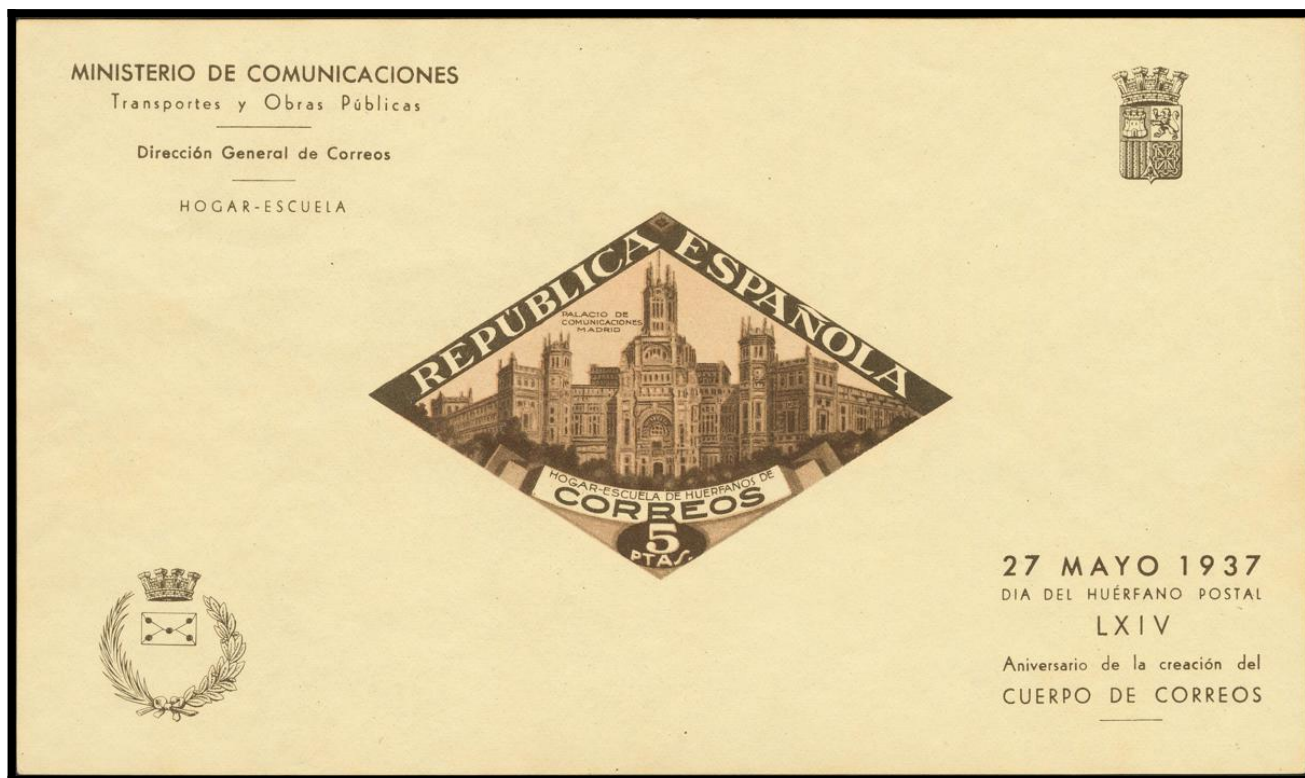 MINISTERIO DE COMUNICACIONES
Transportes y Obras Públicas
Dirección General de Correos
HOGAR-ESCUELA
REPÚBLICA ESPAÑOLA
PALACIO DE
COMUNICACIONES
MADRID
HOGAR-ESCUELA DE HUERFANOS DE
CORREOS
5
PTAS.
27 MAYO 1937
DIA DEL HUÉRFANO POSTAL
LXIV
Aniversario de la creación del
CUERPO DE CORREOS